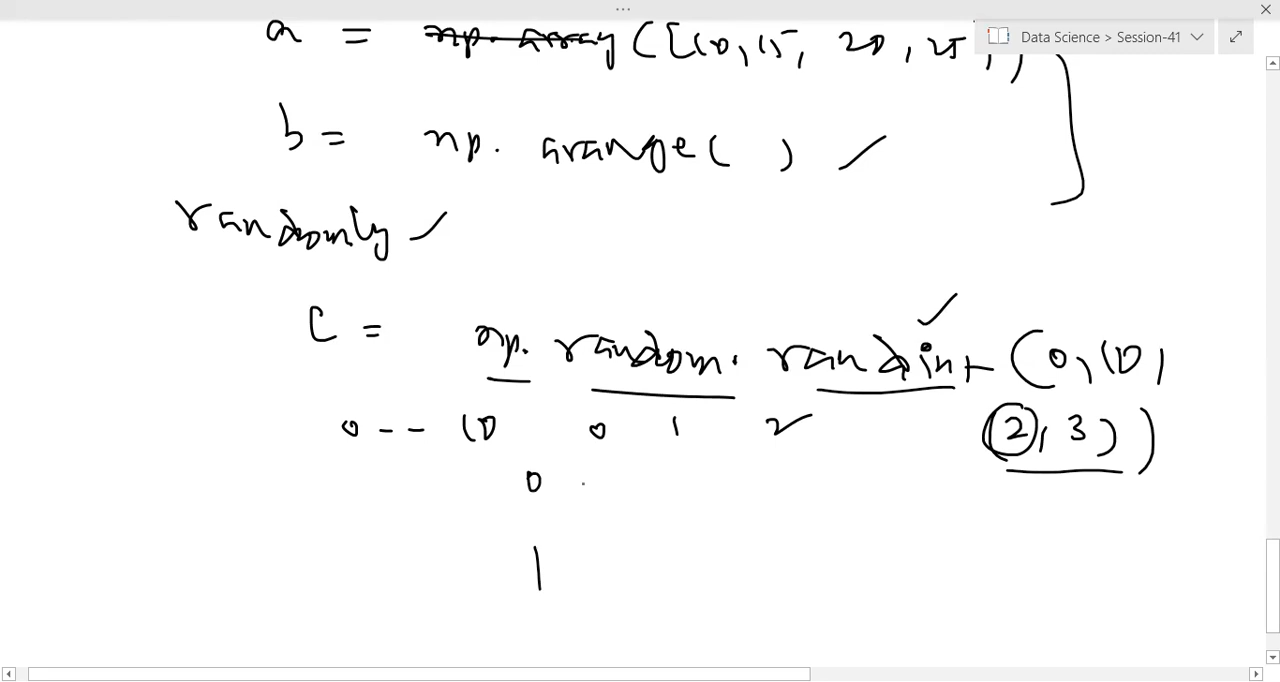 Data Science > Session-41
a = np.array ([10, 15, 20, 25,
b = np. arange( )
randomly
C = np. random. randint (0, 10,
(2, 3))
0 -- 10 0 1 2
0
1